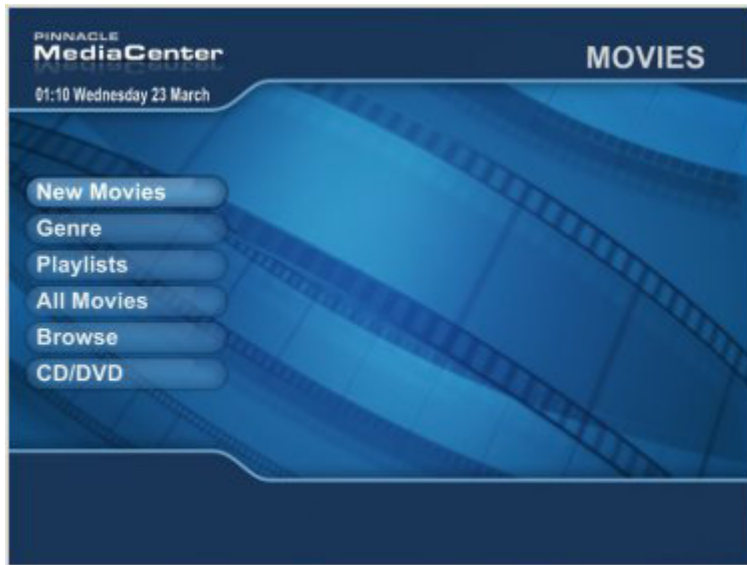 PINNACLE
MediaCenter
MOVIES
01:10 Wednesday 23 March
New Movies
Genre
Playlists
All Movies
Browse
CD/DVD